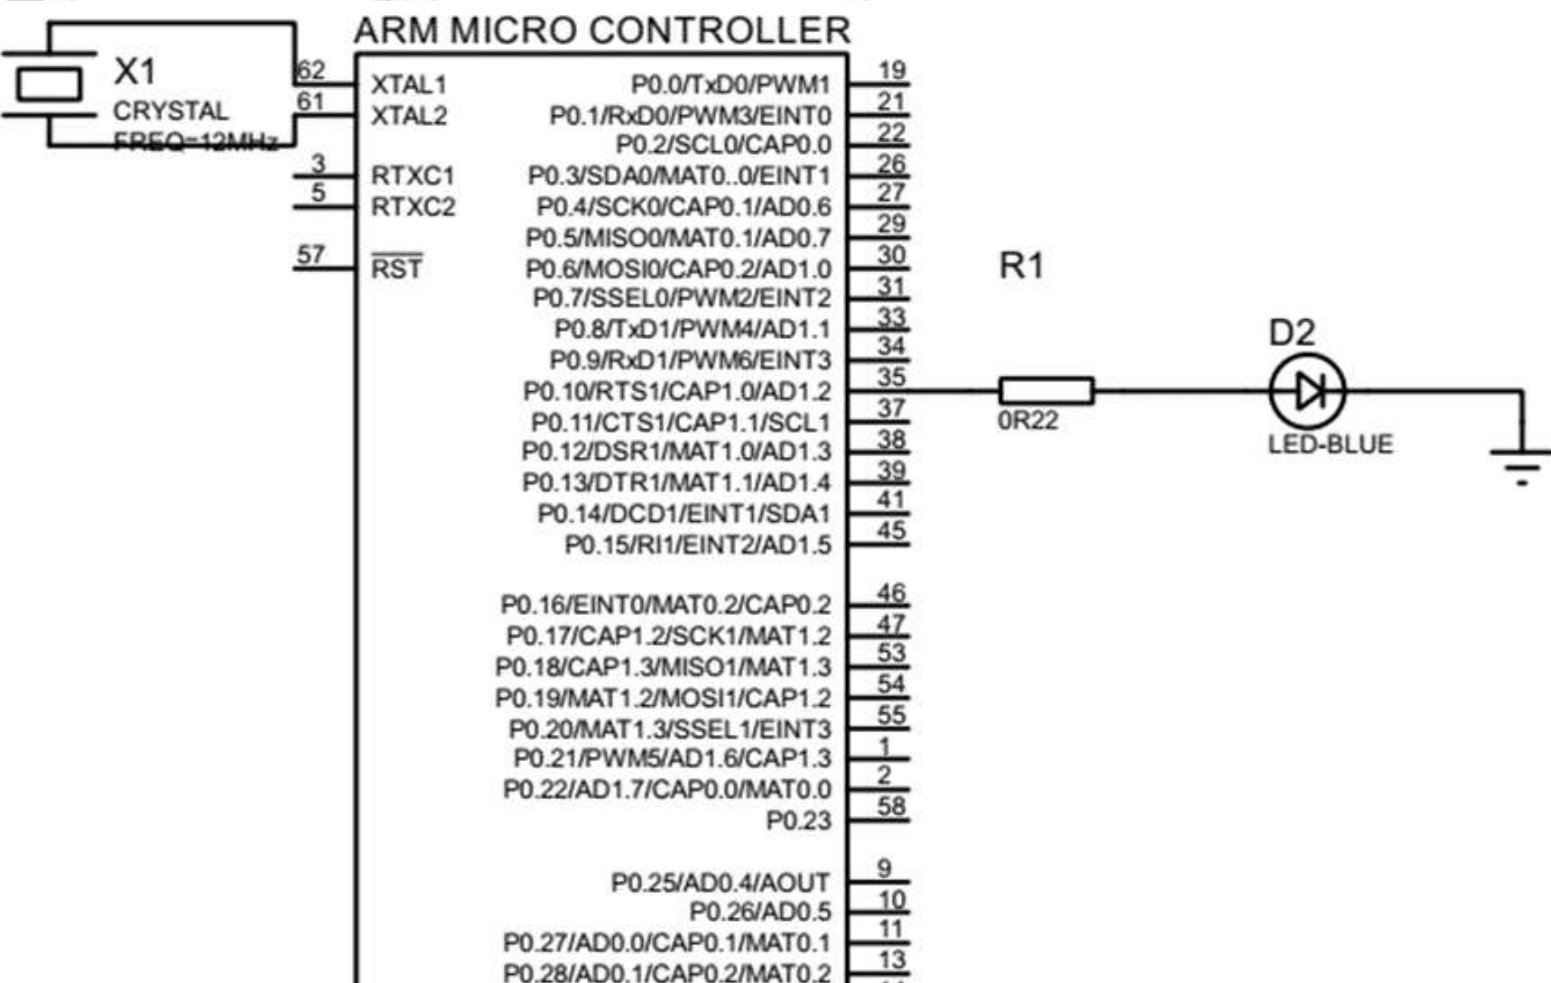 ARM MICRO CONTROLLER
X1
CRYSTAL
FREQ=12MHz
62
XTAL1
61
XTAL2
3
RTXC1
5
RTXC2
57
RST
P0.0/TxD0/PWM1 19
P0.1/RxD0/PWM3/EINT0 21
P0.2/SCL0/CAP0.0 22
P0.3/SDA0/MAT0..0/EINT1 26
P0.4/SCK0/CAP0.1/AD0.6 27
P0.5/MISO0/MAT0.1/AD0.7 29
P0.6/MOSI0/CAP0.2/AD1.0 30
P0.7/SSEL0/PWM2/EINT2 31
P0.8/TxD1/PWM4/AD1.1 33
P0.9/RxD1/PWM6/EINT3 34
P0.10/RTS1/CAP1.0/AD1.2 35
P0.11/CTS1/CAP1.1/SCL1 37
P0.12/DSR1/MAT1.0/AD1.3 38
P0.13/DTR1/MAT1.1/AD1.4 39
P0.14/DCD1/EINT1/SDA1 41
P0.15/RI1/EINT2/AD1.5 45
P0.16/EINT0/MAT0.2/CAP0.2 46
P0.17/CAP1.2/SCK1/MAT1.2 47
P0.18/CAP1.3/MISO1/MAT1.3 53
P0.19/MAT1.2/MOSI1/CAP1.2 54
P0.20/MAT1.3/SSEL1/EINT3 55
P0.21/PWM5/AD1.6/CAP1.3 1
P0.22/AD1.7/CAP0.0/MAT0.0 2
P0.23 58
P0.25/AD0.4/AOUT 9
P0.26/AD0.5 10
P0.27/AD0.0/CAP0.1/MAT0.1 11
P0.28/AD0.1/CAP0.2/MAT0.2 13
R1
0R22
D2
LED-BLUE